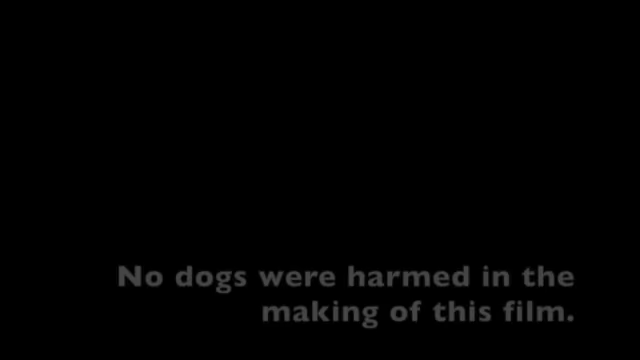 No dogs were harmed in the
making of this film.